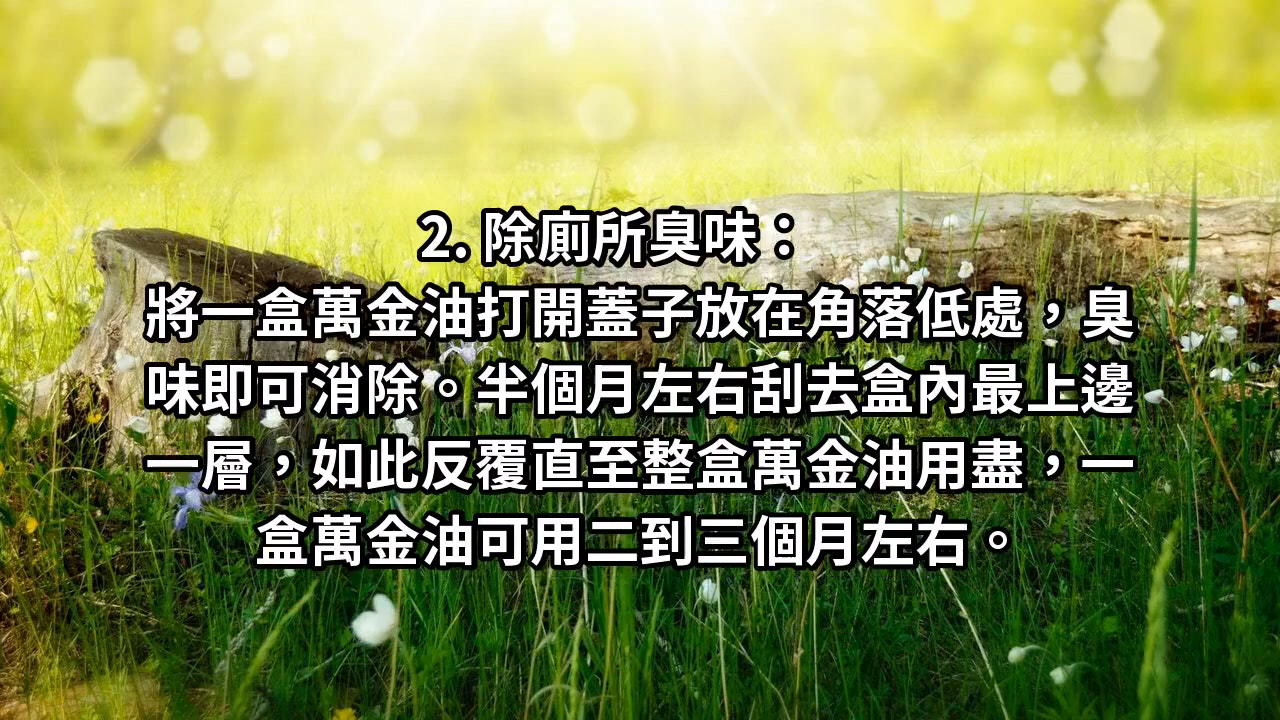 2. 除廁所臭味：
將一盒萬金油打開蓋子放在角落低處，臭
味即可消除。半個月左右刮去盒內最上邊
一層，如此反覆直至整盒萬金油用盡，一
盒萬金油可用二到三個月左右。